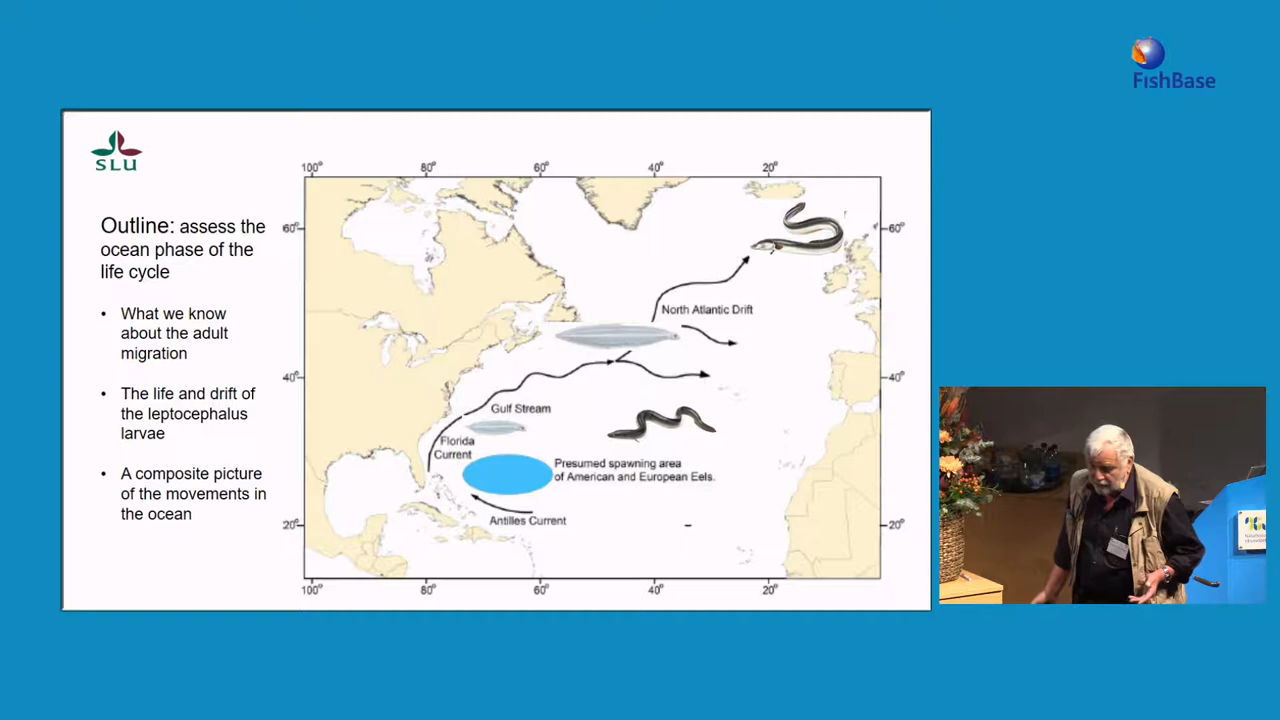 FishBase
SLU
Outline: assess the
ocean phase of the
life cycle
• What we know
about the adult
migration
• The life and drift of
the leptocephalus
larvae
• A composite picture
of the movements in
the ocean
100° 80° 60° 40° 20°
60° 60°
North Atlantic Drift
40° 40°
Gulf Stream
Florida
Current
Presumed spawning area
of American and European Eels.
Antilles Current
20° 20°
100° 80° 60° 40° 20°